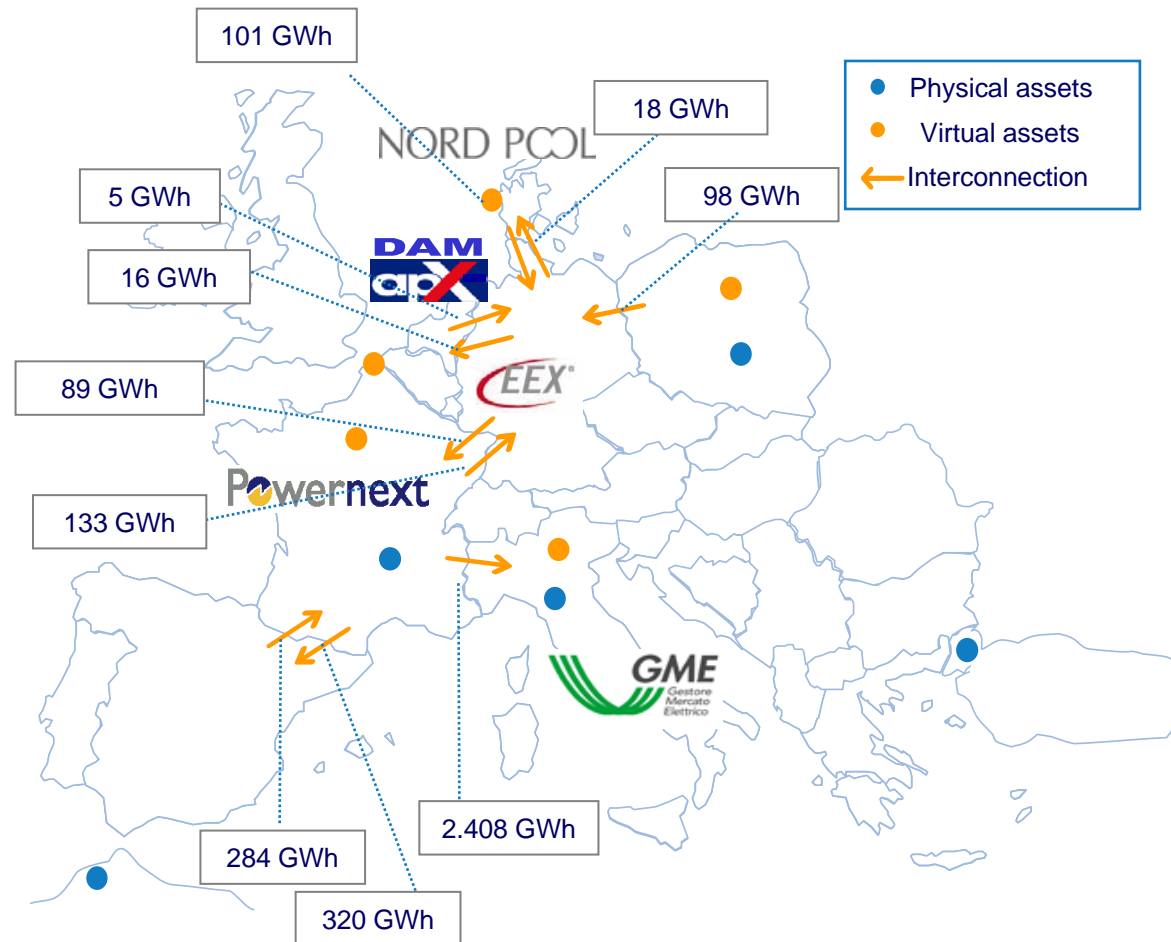 101 GWh
18 GWh
NORD POOL
5 GWh
98 GWh
DAM
apx
16 GWh
Physical assets
Virtual assets
Interconnection
EEX®
89 GWh
Powernext
133 GWh
GME
Gestore
Mercato
Elettrico
2.408 GWh
284 GWh
320 GWh